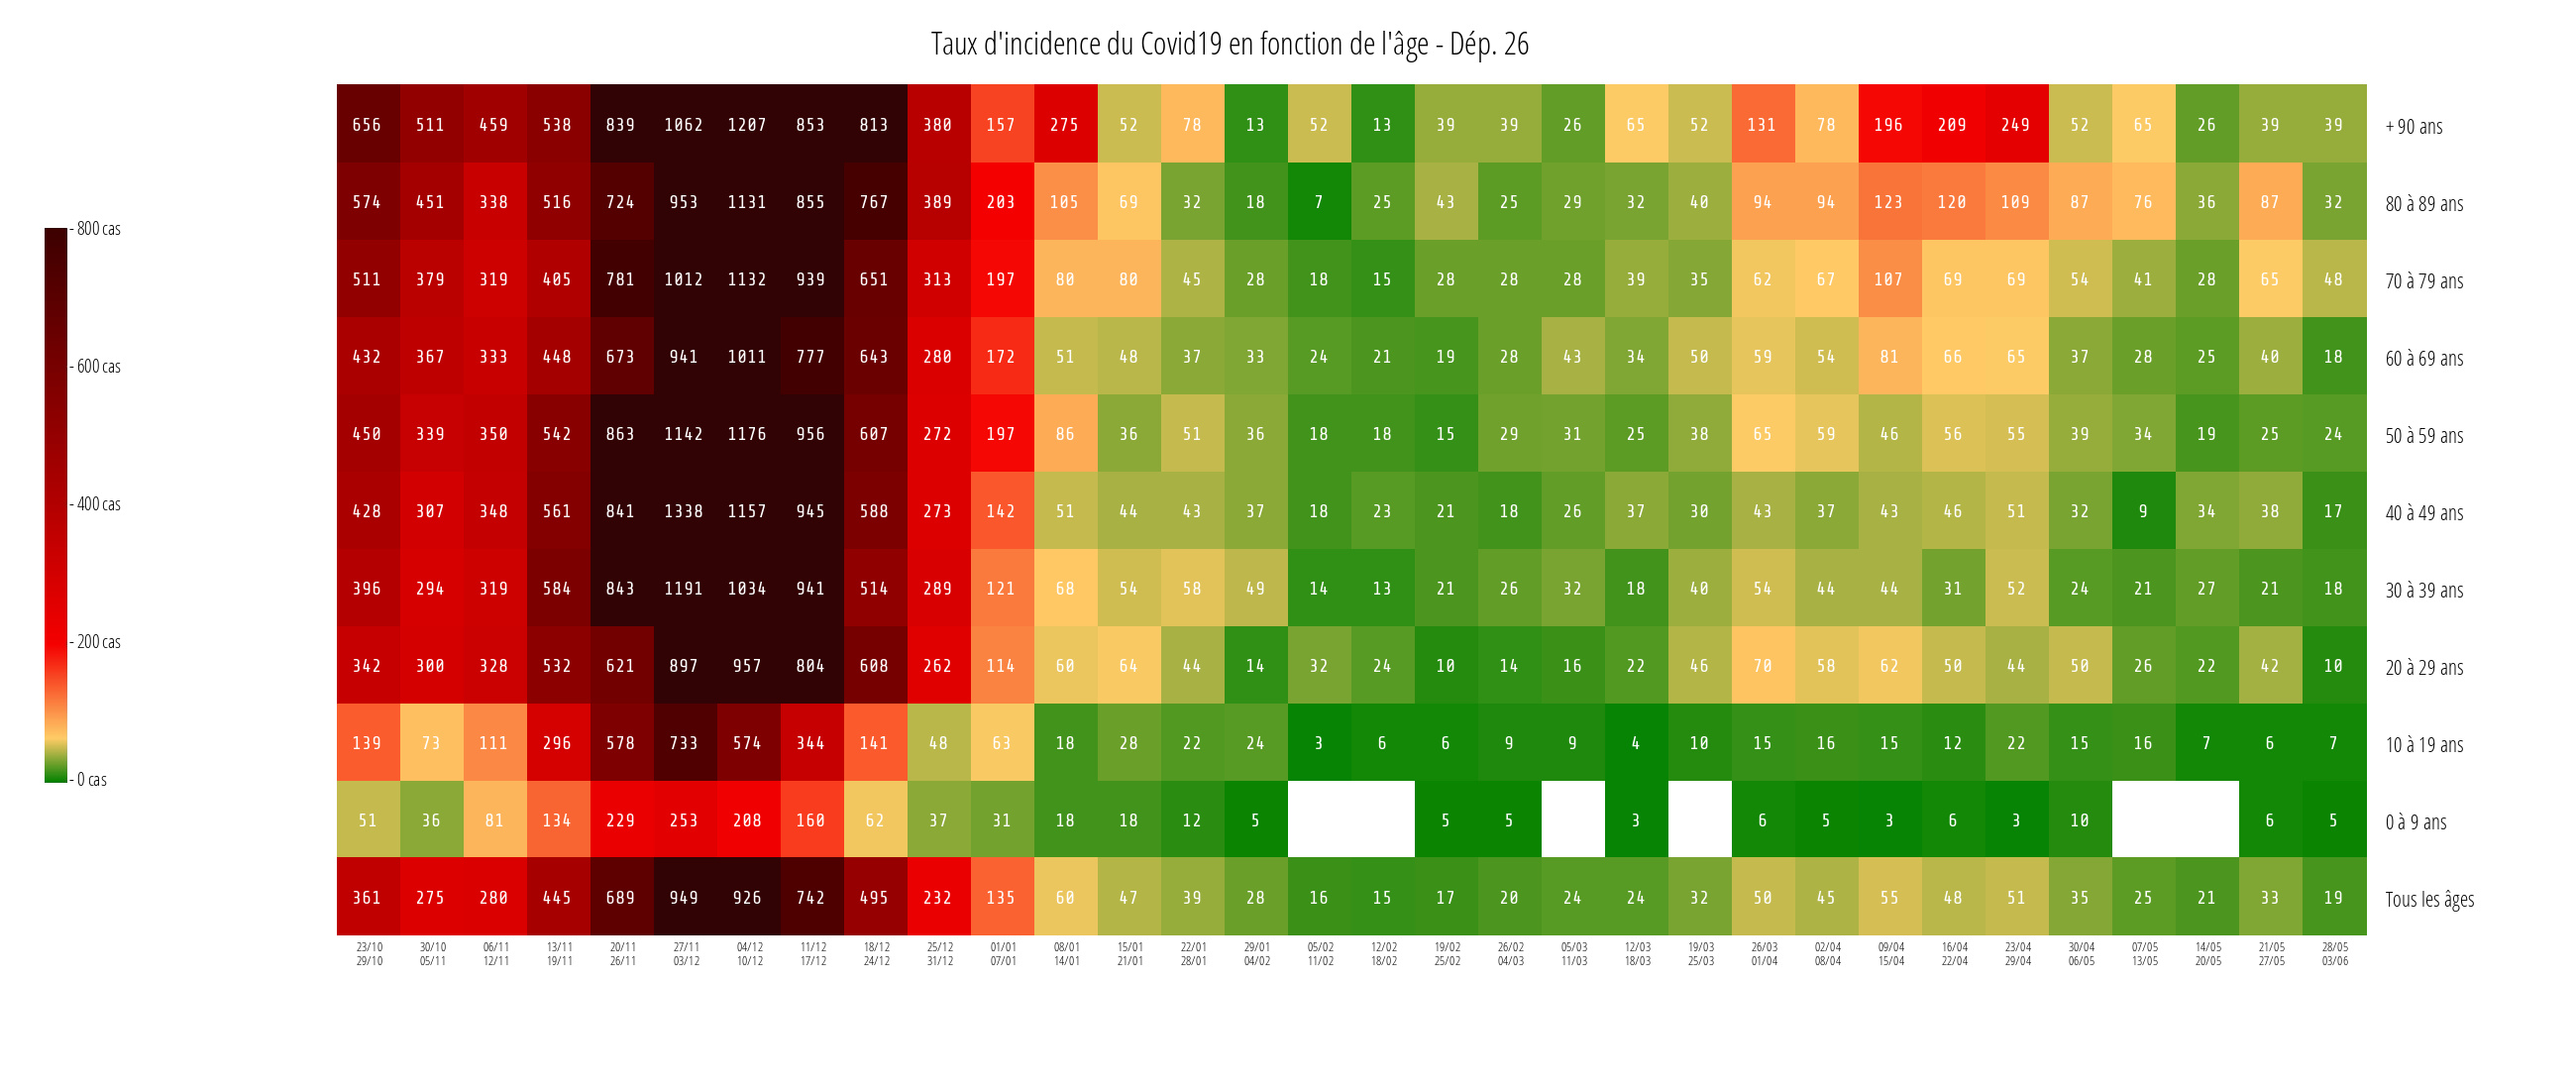 Taux d'incidence du Covid19 en fonction de l'âge - Dép. 26
- 800 cas
- 600 cas
- 400 cas
- 200 cas
- 0 cas
656 511 459 538 839 1062 1207 853 813 380 157 275 52 78 13 52 13 39 39 26 65 52 131 78 196 209 249 52 65 26 39 39 + 90 ans
574 451 338 516 724 953 1131 855 767 389 203 105 69 32 18 7 25 43 25 29 32 40 94 94 123 120 109 87 76 36 87 32 80 à 89 ans
511 379 319 405 781 1012 1132 939 651 313 197 80 80 45 28 18 15 28 28 28 39 35 62 67 107 69 69 54 41 28 65 48 70 à 79 ans
432 367 333 448 673 941 1011 777 643 280 172 51 48 37 33 24 21 19 28 43 34 50 59 54 81 66 65 37 28 25 40 18 60 à 69 ans
450 339 350 542 863 1142 1176 956 607 272 197 86 36 51 36 18 18 15 29 31 25 38 65 59 46 56 55 39 34 19 25 24 50 à 59 ans
428 307 348 561 841 1338 1157 945 588 273 142 51 44 43 37 18 23 21 18 26 37 30 43 37 43 46 51 32 9 34 38 17 40 à 49 ans
396 294 319 584 843 1191 1034 941 514 289 121 68 54 58 49 14 13 21 26 32 18 40 54 44 44 31 52 24 21 27 21 18 30 à 39 ans
342 300 328 532 621 897 957 804 608 262 114 60 64 44 14 32 24 10 14 16 22 46 70 58 62 50 44 50 26 22 42 10 20 à 29 ans
139 73 111 296 578 733 574 344 141 48 63 18 28 22 24 3 6 6 9 9 4 10 15 16 15 12 22 15 16 7 6 7 10 à 19 ans
51 36 81 134 229 253 208 160 62 37 31 18 18 12 5 5 5 3 6 5 3 6 3 10 6 5 0 à 9 ans
361 275 280 445 689 949 926 742 495 232 135 60 47 39 28 16 15 17 20 24 24 32 50 45 55 48 51 35 25 21 33 19 Tous les âges
23/10 30/10 06/11 13/11 20/11 27/11 04/12 11/12 18/12 25/12 01/01 08/01 15/01 22/01 29/01 05/02 12/02 19/02 26/02 05/03 12/03 19/03 26/03 02/04 09/04 16/04 23/04 30/04 07/05 14/05 21/05 28/05
29/10 05/11 12/11 19/11 26/11 03/12 10/12 17/12 24/12 31/12 07/01 14/01 21/01 28/01 04/02 11/02 18/02 25/02 04/03 11/03 18/03 25/03 01/04 08/04 15/04 22/04 29/04 06/05 13/05 20/05 27/05 03/06